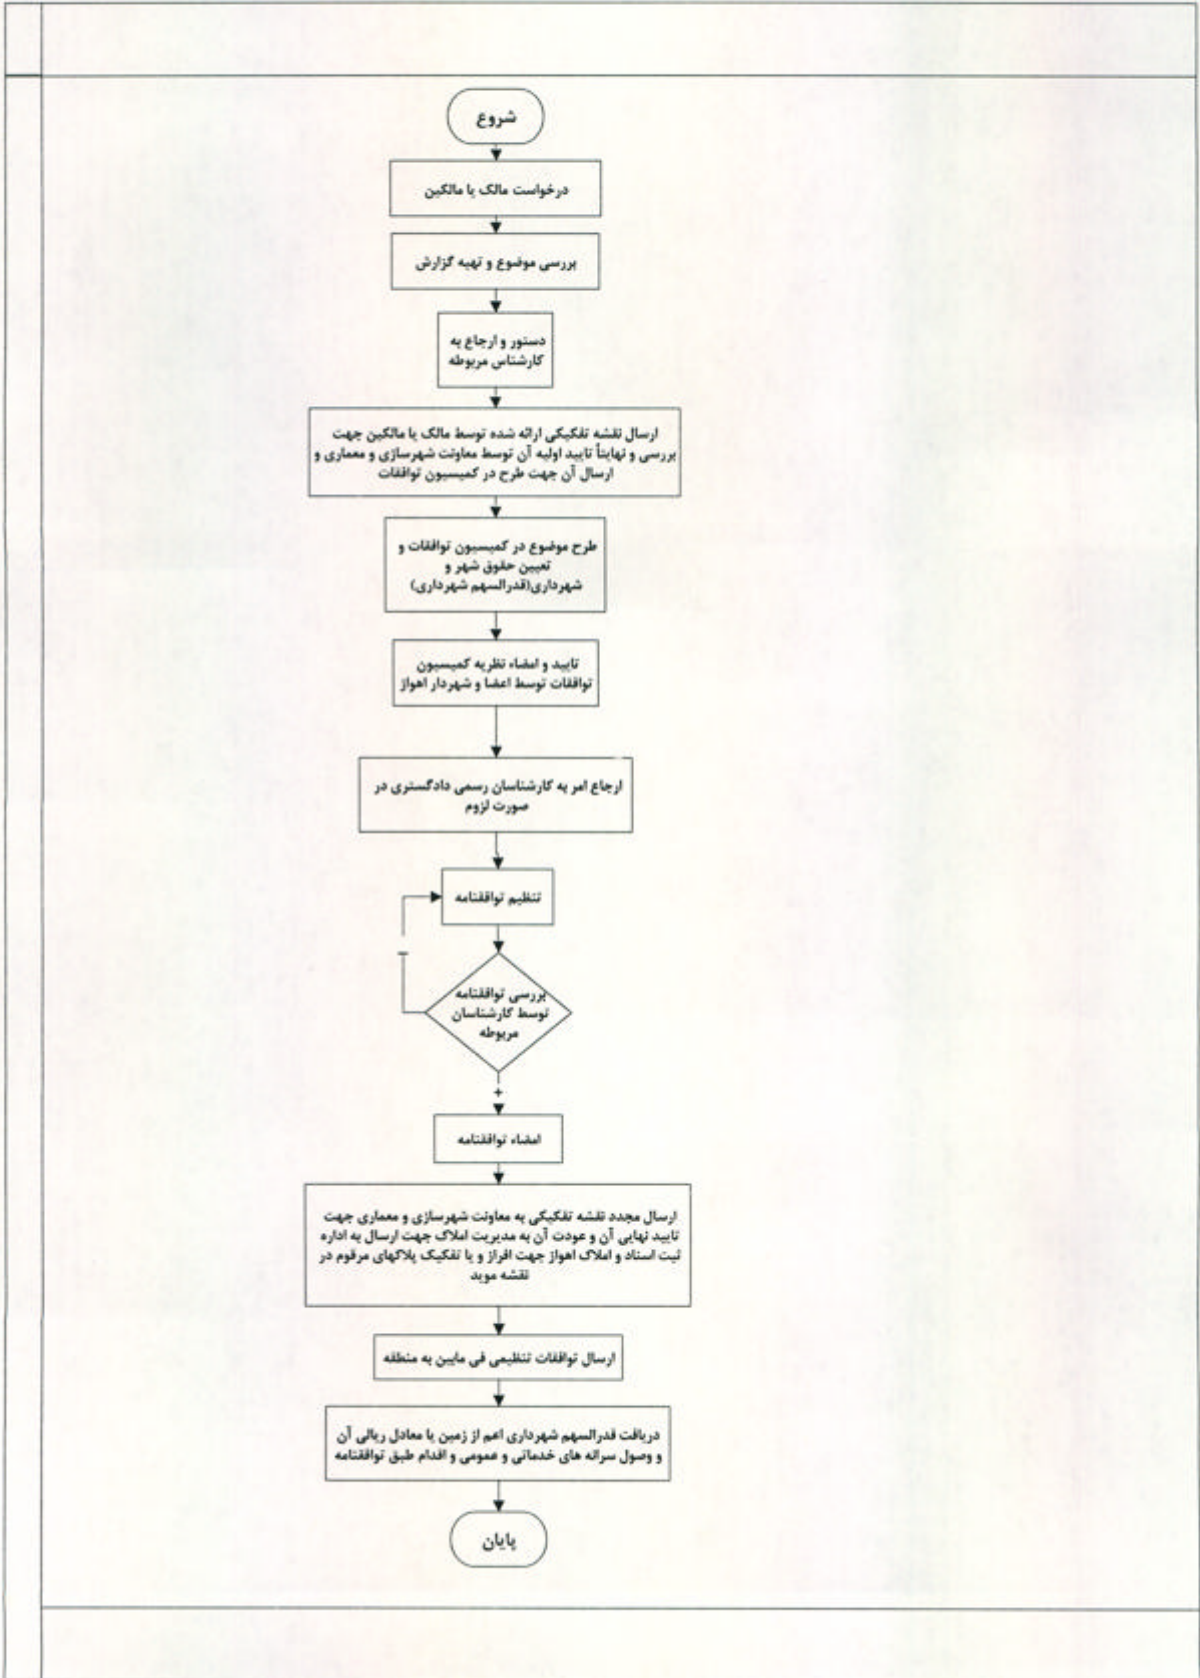 شروع
درخواست مالک یا مالکین
بررسی موضوع و تهیه گزارش
دستور و ارجاع به
کارشناس مربوطه
ارسال نقشه تفکیکی ارائه شده توسط مالک یا مالکین جهت
بررسی و نهایتاً تایید اولیه آن توسط معاونت شهرسازی و معماری و
ارسال آن جهت طرح در کمیسیون توافقات
طرح موضوع در کمیسیون توافقات و
تعیین حقوق شهر و
شهرداری(قدرالسهم شهرداری)
تایید و امضاء نظریه کمیسیون
توافقات توسط اعضا و شهردار اهواز
ارجاع امر به کارشناسان رسمی دادگستری در
صورت لزوم
تنظیم توافقنامه
–
بررسی توافقنامه
توسط کارشناسان
مربوطه
+
امضاء توافقنامه
ارسال مجدد نقشه تفکیکی به معاونت شهرسازی و معماری جهت
تایید نهایی آن و عودت آن به مدیریت املاک جهت ارسال به اداره
ثبت اسناد و املاک اهواز جهت افراز و یا تفکیک پلاکهای مرقوم در
نقشه موید
ارسال توافقات تنظیمی فی مابین به منطقه
دریافت قدرالسهم شهرداری اعم از زمین یا معادل ریالی آن
و وصول سرانه های خدماتی و عمومی و اقدام طبق توافقنامه
پایان